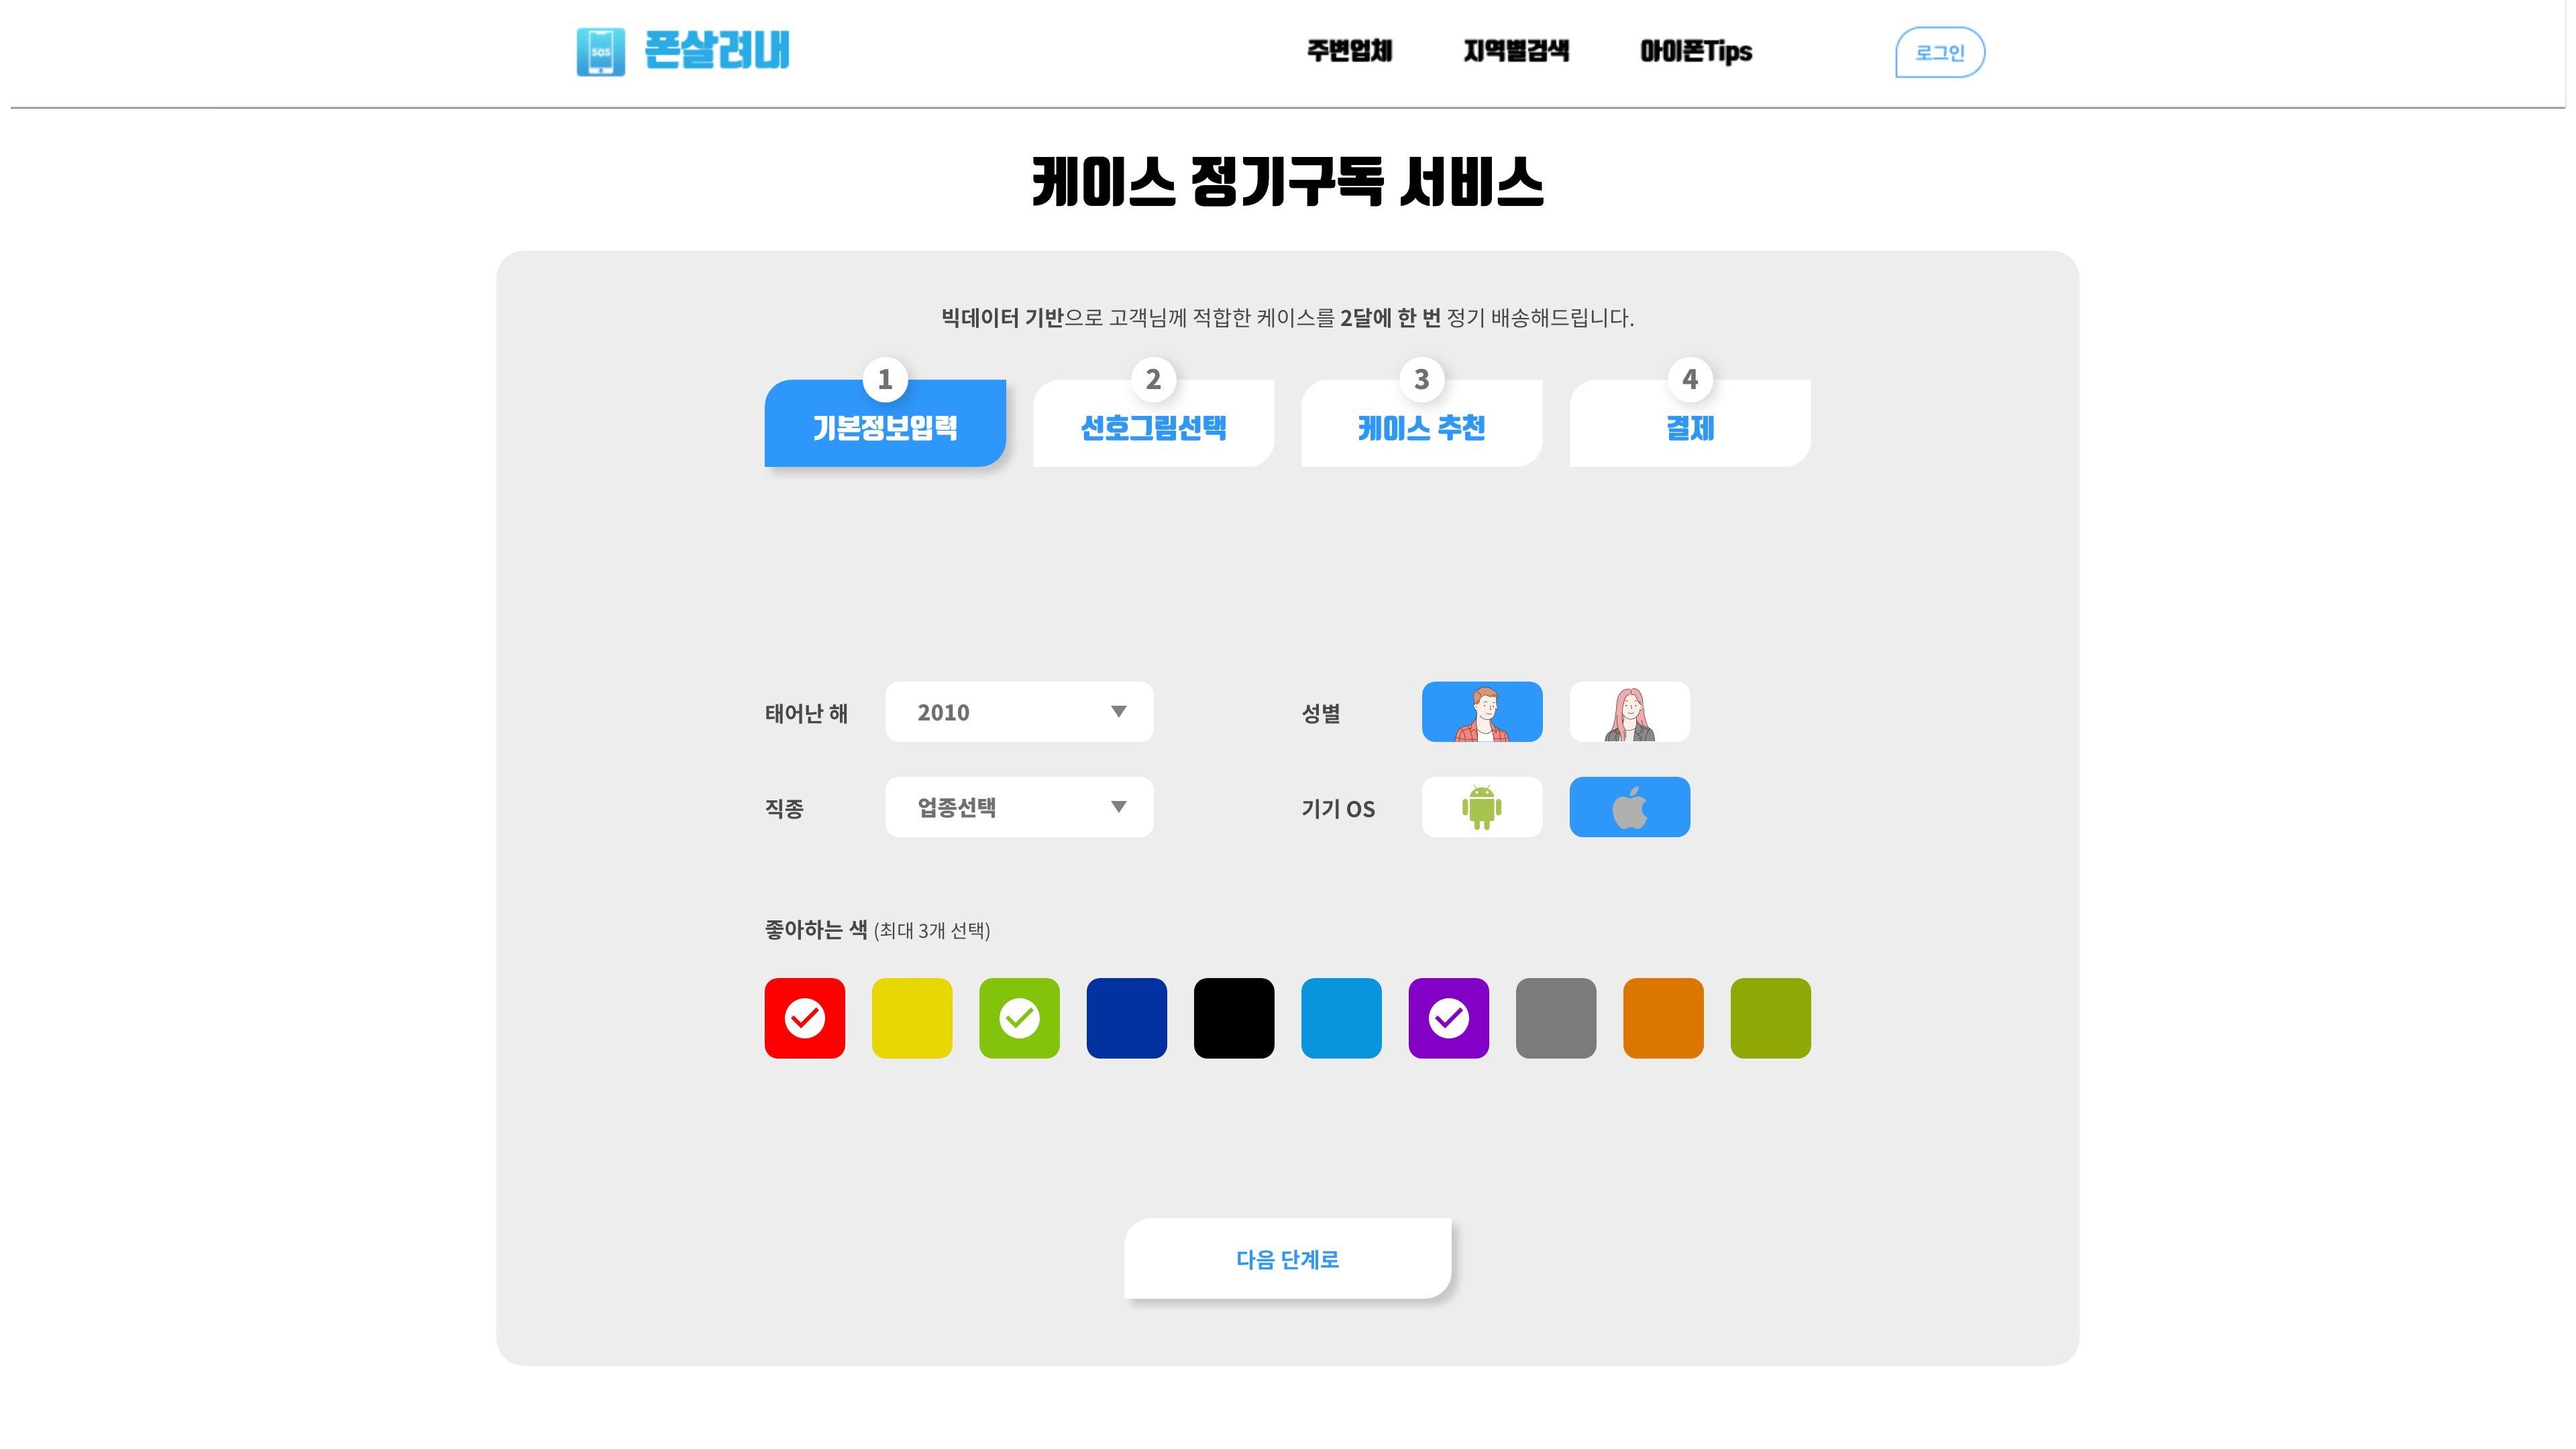 SOS 폰살려내 주변업체 지역별검색 아이폰Tips 로그인
케이스 정기구독 서비스
빅데이터 기반으로 고객님께 적합한 케이스를 2달에 한 번 정기 배송해드립니다.
1 2 3 4
기본정보입력 선호그림선택 케이스 추천 결제
태어난 해 2010 성별
직종 업종선택 기기 OS
좋아하는 색 (최대 3개 선택)
다음 단계로